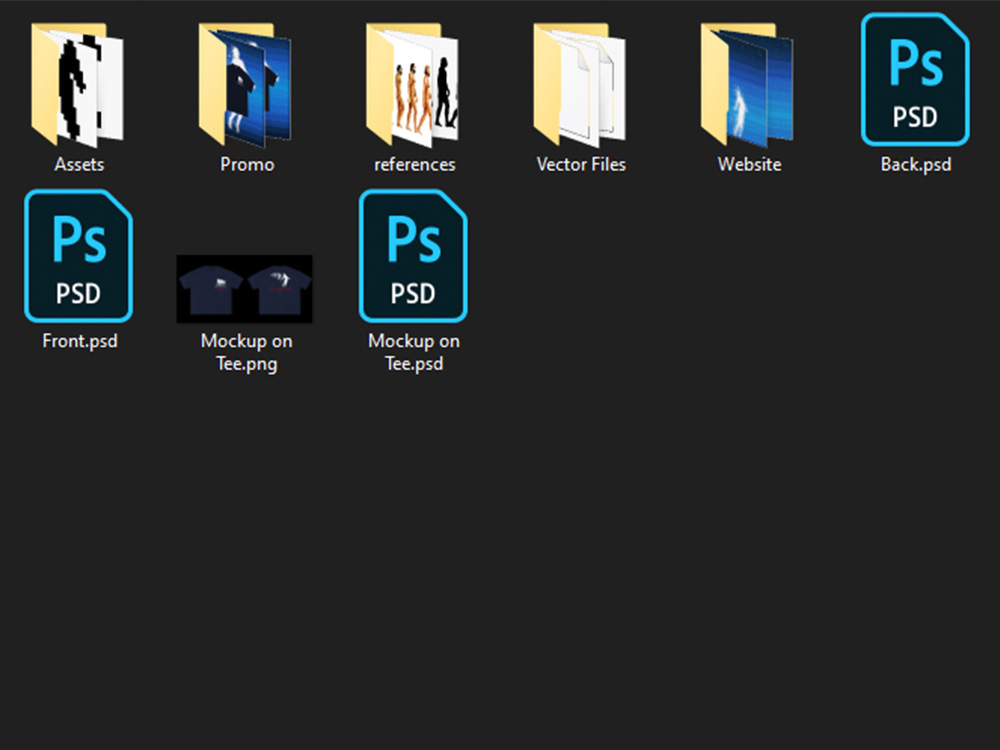 Assets
Promo
references
Vector Files
Website
Ps
PSD
Back.psd
Ps
PSD
Front.psd
Mockup on
Tee.png
Ps
PSD
Mockup on
Tee.psd